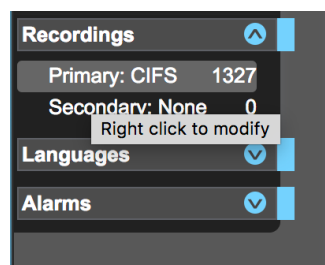 Recordings
Primary: CIFS 1327
Secondary: None 0
Right click to modify
Languages
Alarms